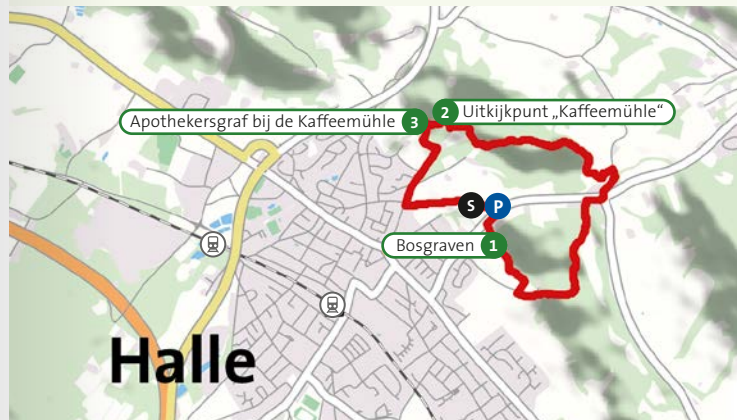 2 Uitkijkpunt „Kaffeemühle“
Apothekersgraf bij de Kaffeemühle 3
S P
Bosgraven 1
Halle